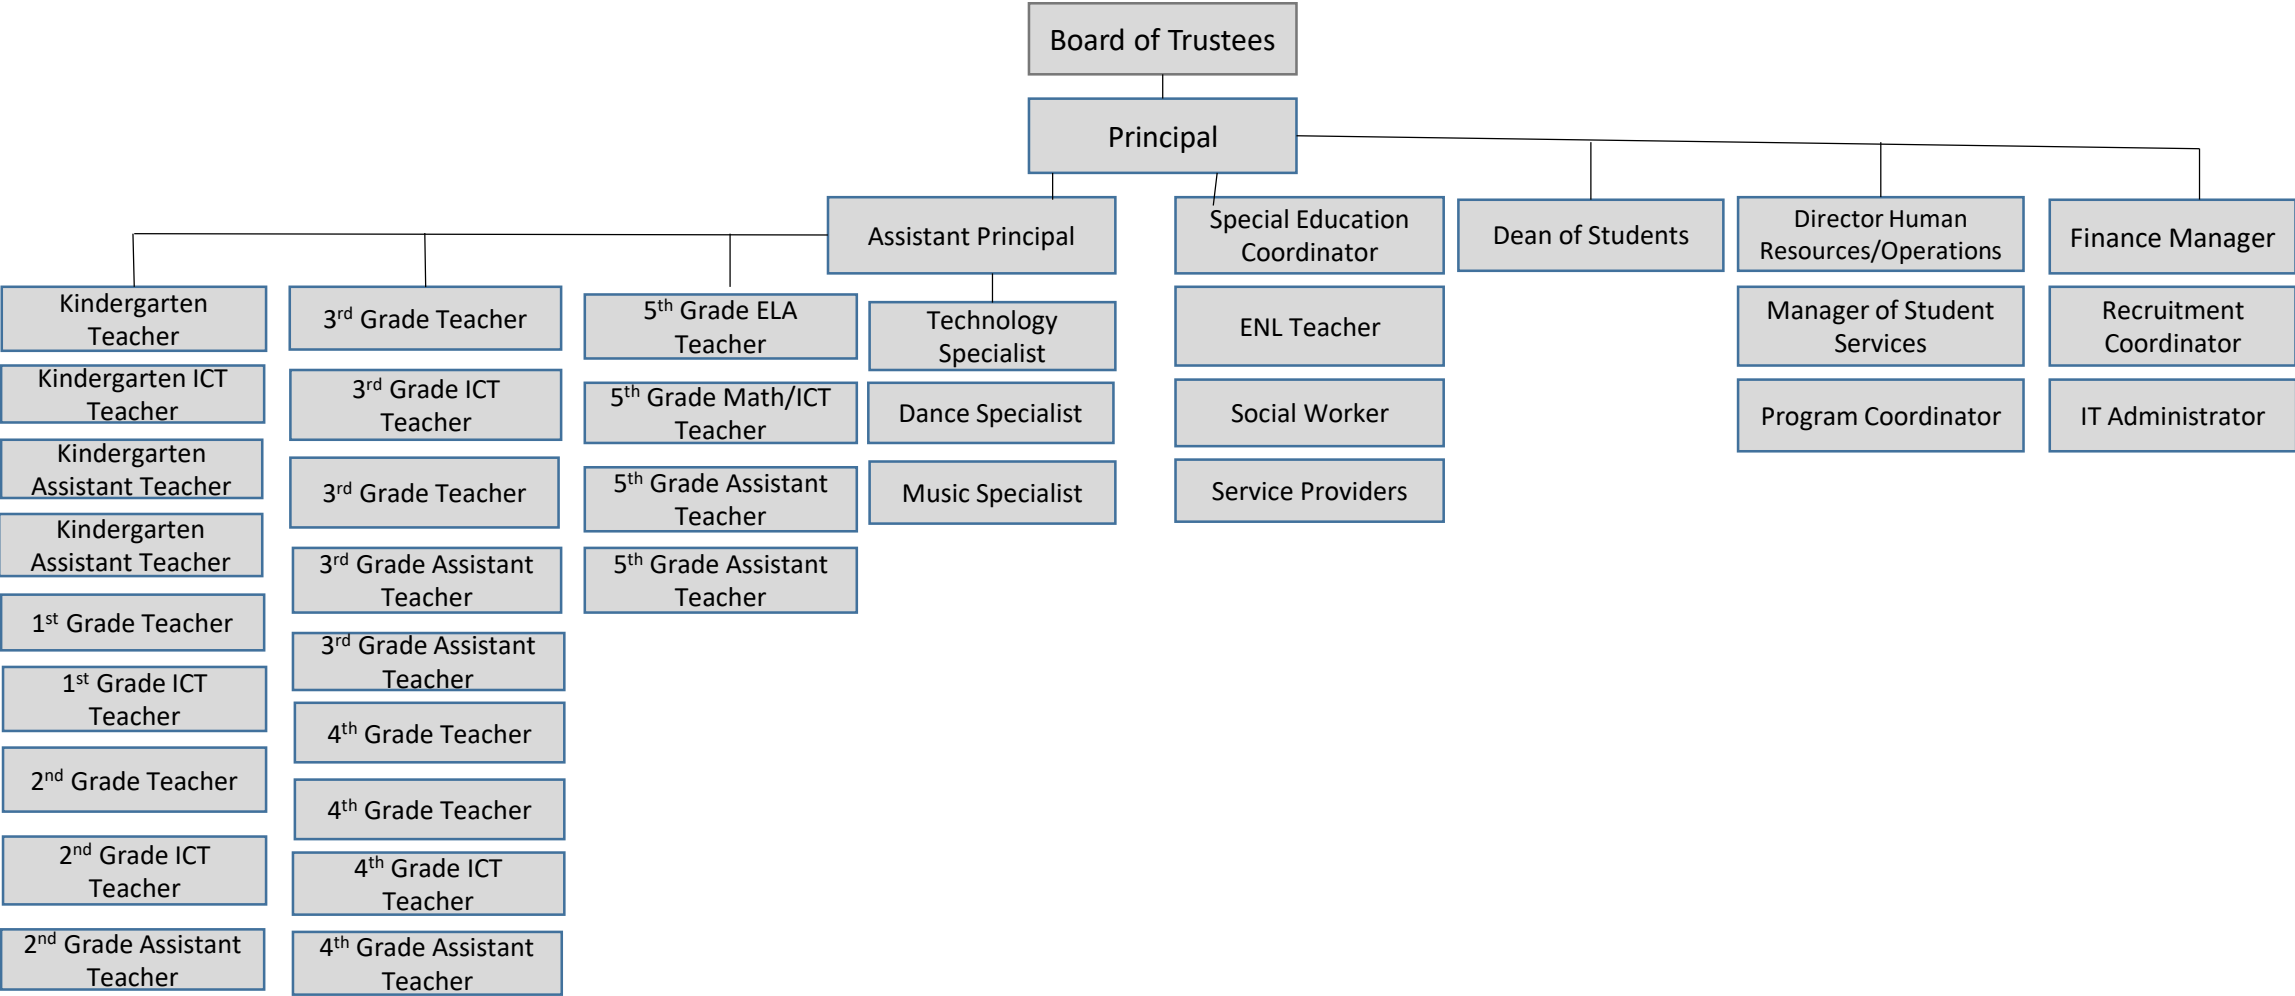 Board of Trustees
Principal
Assistant Principal
Special Education
Coordinator
Dean of Students
Director Human
Resources/Operations
Finance Manager
Kindergarten
Teacher
Kindergarten ICT
Teacher
Kindergarten
Assistant Teacher
Kindergarten
Assistant Teacher
1st Grade Teacher
1st Grade ICT
Teacher
2nd Grade Teacher
2nd Grade ICT
Teacher
2nd Grade Assistant
Teacher
3rd Grade Teacher
3rd Grade ICT
Teacher
3rd Grade Teacher
3rd Grade Assistant
Teacher
3rd Grade Assistant
Teacher
4th Grade Teacher
4th Grade Teacher
4th Grade ICT
Teacher
4th Grade Assistant
Teacher
5th Grade ELA
Teacher
5th Grade Math/ICT
Teacher
5th Grade Assistant
Teacher
5th Grade Assistant
Teacher
Technology
Specialist
Dance Specialist
Music Specialist
ENL Teacher
Social Worker
Service Providers
Manager of Student
Services
Program Coordinator
Recruitment
Coordinator
IT Administrator